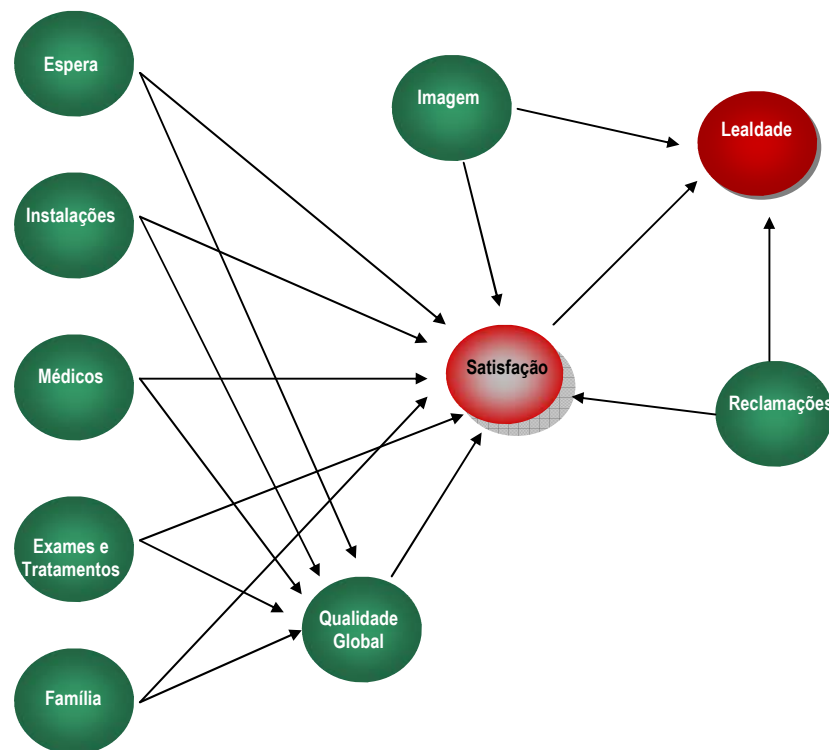 Espera
Imagem
Lealdade
Instalações
Médicos
Satisfação
Reclamações
Exames e
Tratamentos
Qualidade
Global
Família